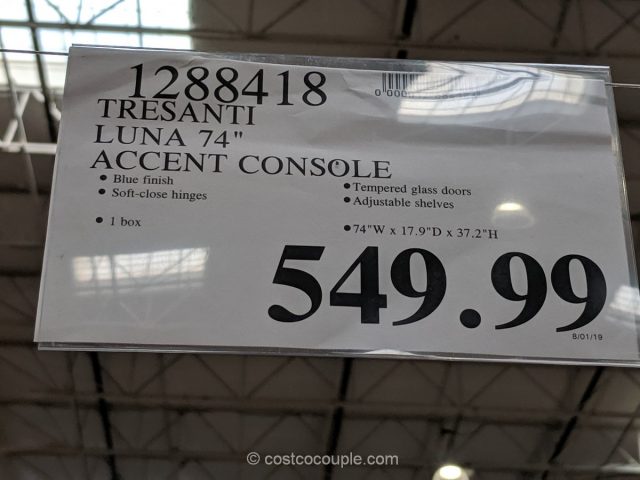 1288418
TRESANTI
LUNA 74"
ACCENT CONSOLE
• Blue finish
• Soft-close hinges
• 1 box
• Tempered glass doors
• Adjustable shelves
• 74"W x 17.9"D x 37.2"H
549.99
8/01/19
© costcocouple.com